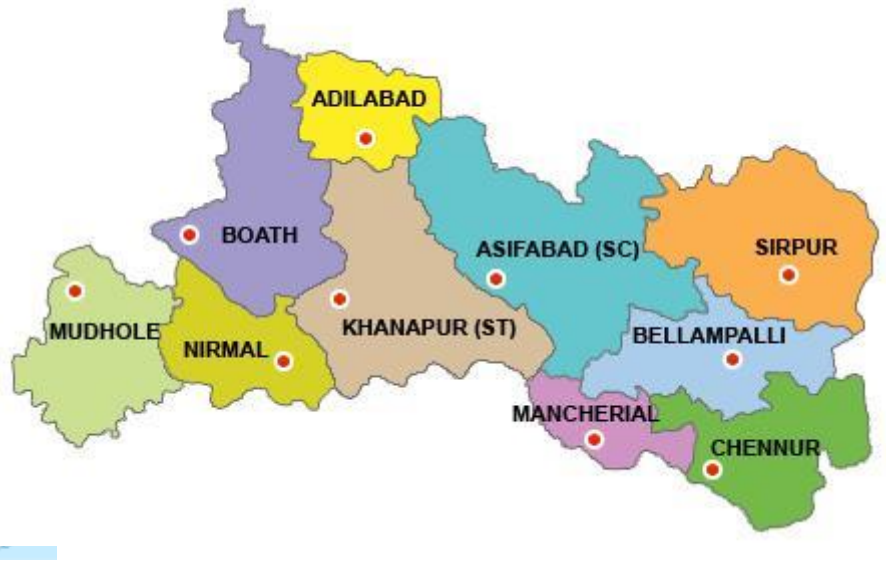 ADILABAD
BOATH
ASIFABAD (SC)
SIRPUR
MUDHOLE
NIRMAL
KHANAPUR (ST)
BELLAMPALLI
MANCHERIAL
CHENNUR